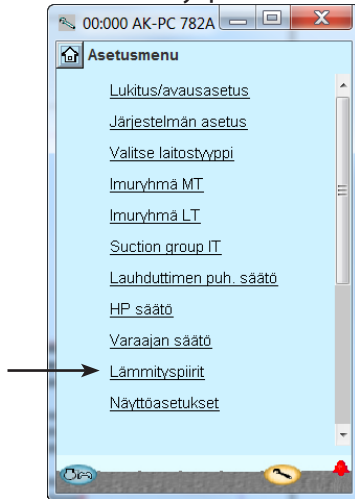 00:000 AK-PC 782A
Asetusmenu
Lukitus/avausasetus
Järjestelmän asetus
Valitse laitostyyppi
Imuryhmä MT
Imuryhmä LT
Suction group IT
Lauhduttimen puh. säätö
HP säätö
Varaajan säätö
Lämmityspiirit
Näyttöasetukset